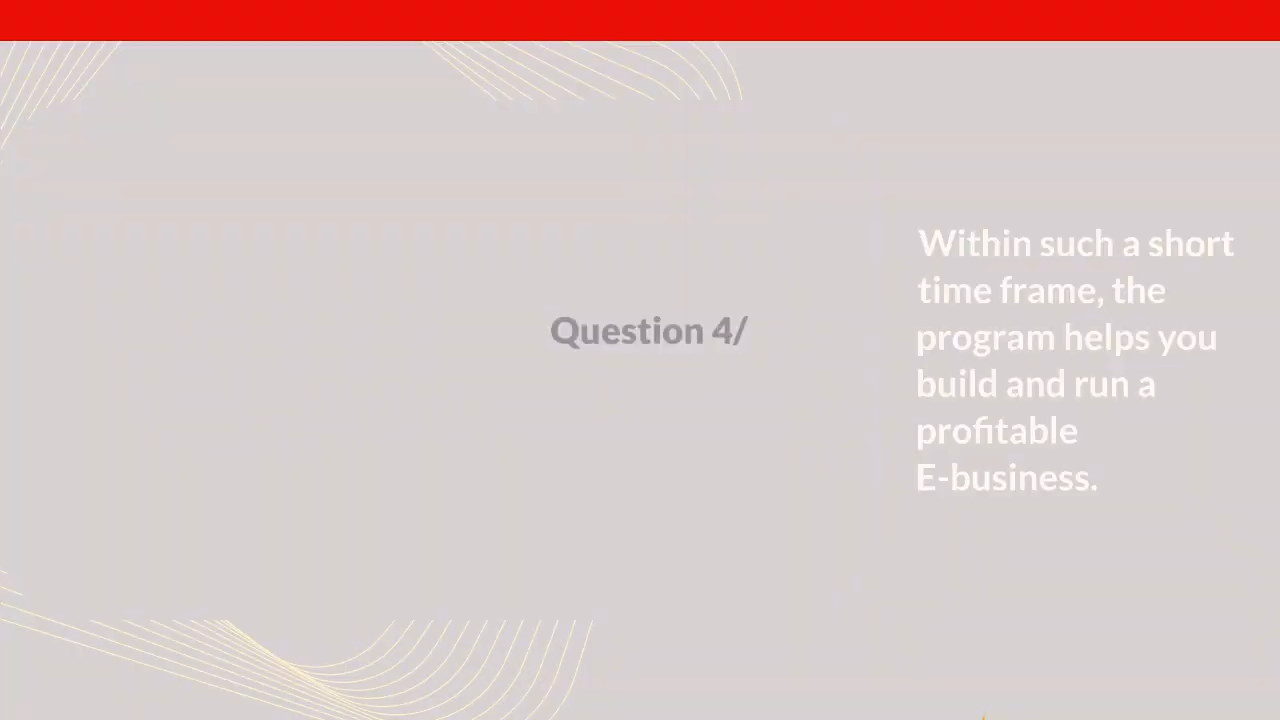 Question 4/
Within such a short
time frame, the
program helps you
build and run a
profitable
E-business.